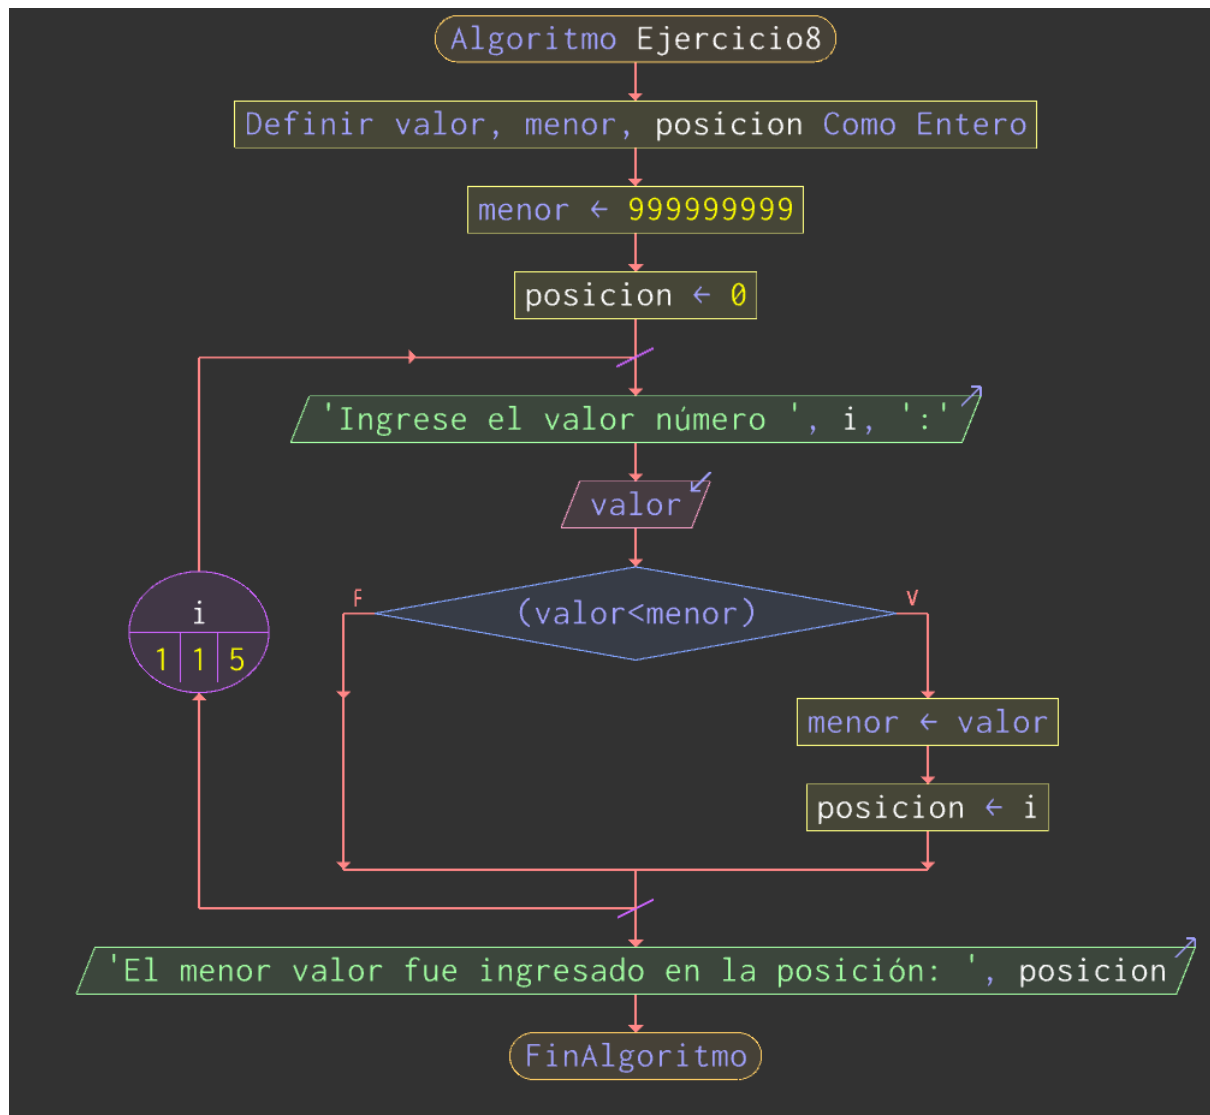 Algoritmo Ejercicio8
Definir valor, menor, posicion Como Entero
menor ← 999999999
posicion ← 0
'Ingrese el valor número ', i, ':'
valor
i
1 1 5
F
(valor<menor)
V
menor ← valor
posicion ← i
'El menor valor fue ingresado en la posición: ', posicion
FinAlgoritmo